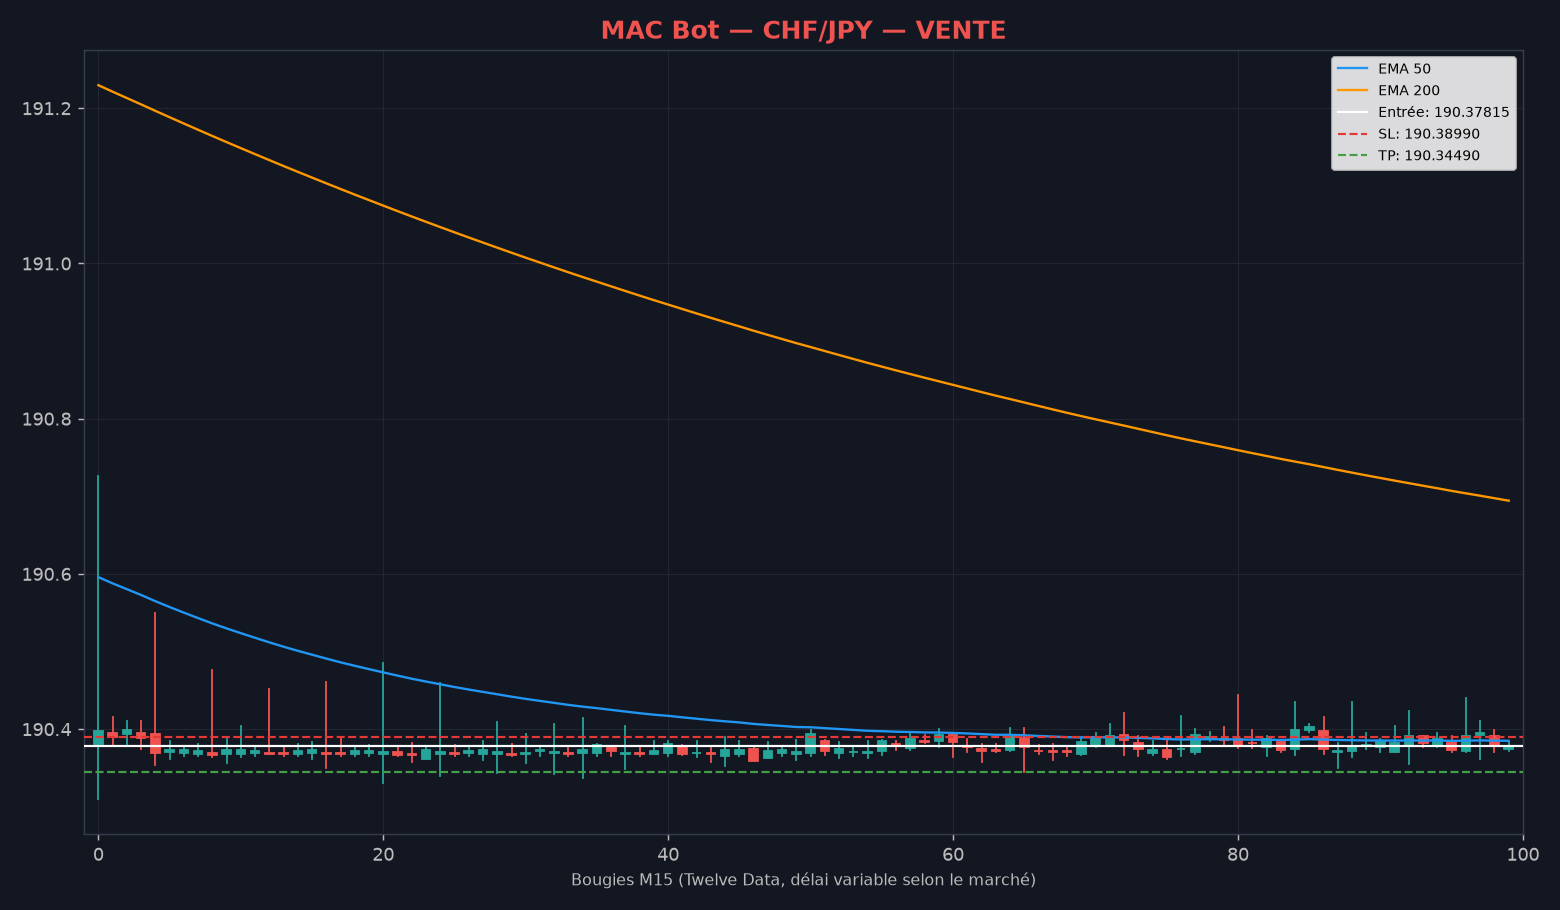 MAC Bot — CHF/JPY — VENTE
EMA 50
EMA 200
Entrée: 190.37815
SL: 190.38990
TP: 190.34490
191.2
191.0
190.8
190.6
190.4
0
20
40
60
80
100
Bougies M15 (Twelve Data, délai variable selon le marché)